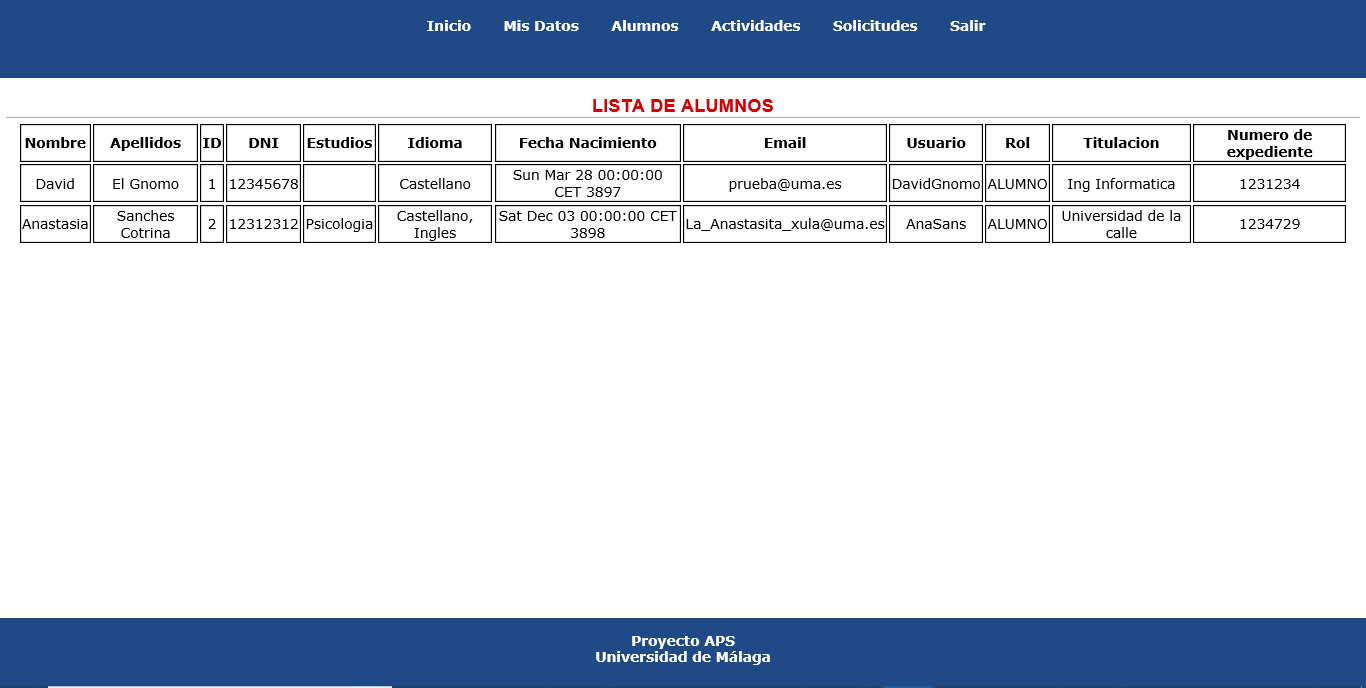 Inicio Mis Datos Alumnos Actividades Solicitudes Salir
LISTA DE ALUMNOS
Nombre Apellidos ID DNI Estudios Idioma Fecha Nacimiento Email Usuario Rol Titulacion Numero de expediente
David El Gnomo 1 12345678 Castellano Sun Mar 28 00:00:00 CET 3897 prueba@uma.es DavidGnomo ALUMNO Ing Informatica 1231234
Anastasia Sanches Cotrina 2 12312312 Psicologia Castellano, Ingles Sat Dec 03 00:00:00 CET 3898 La_Anastasita_xula@uma.es AnaSans ALUMNO Universidad de la calle 1234729
Proyecto APS
Universidad de Málaga